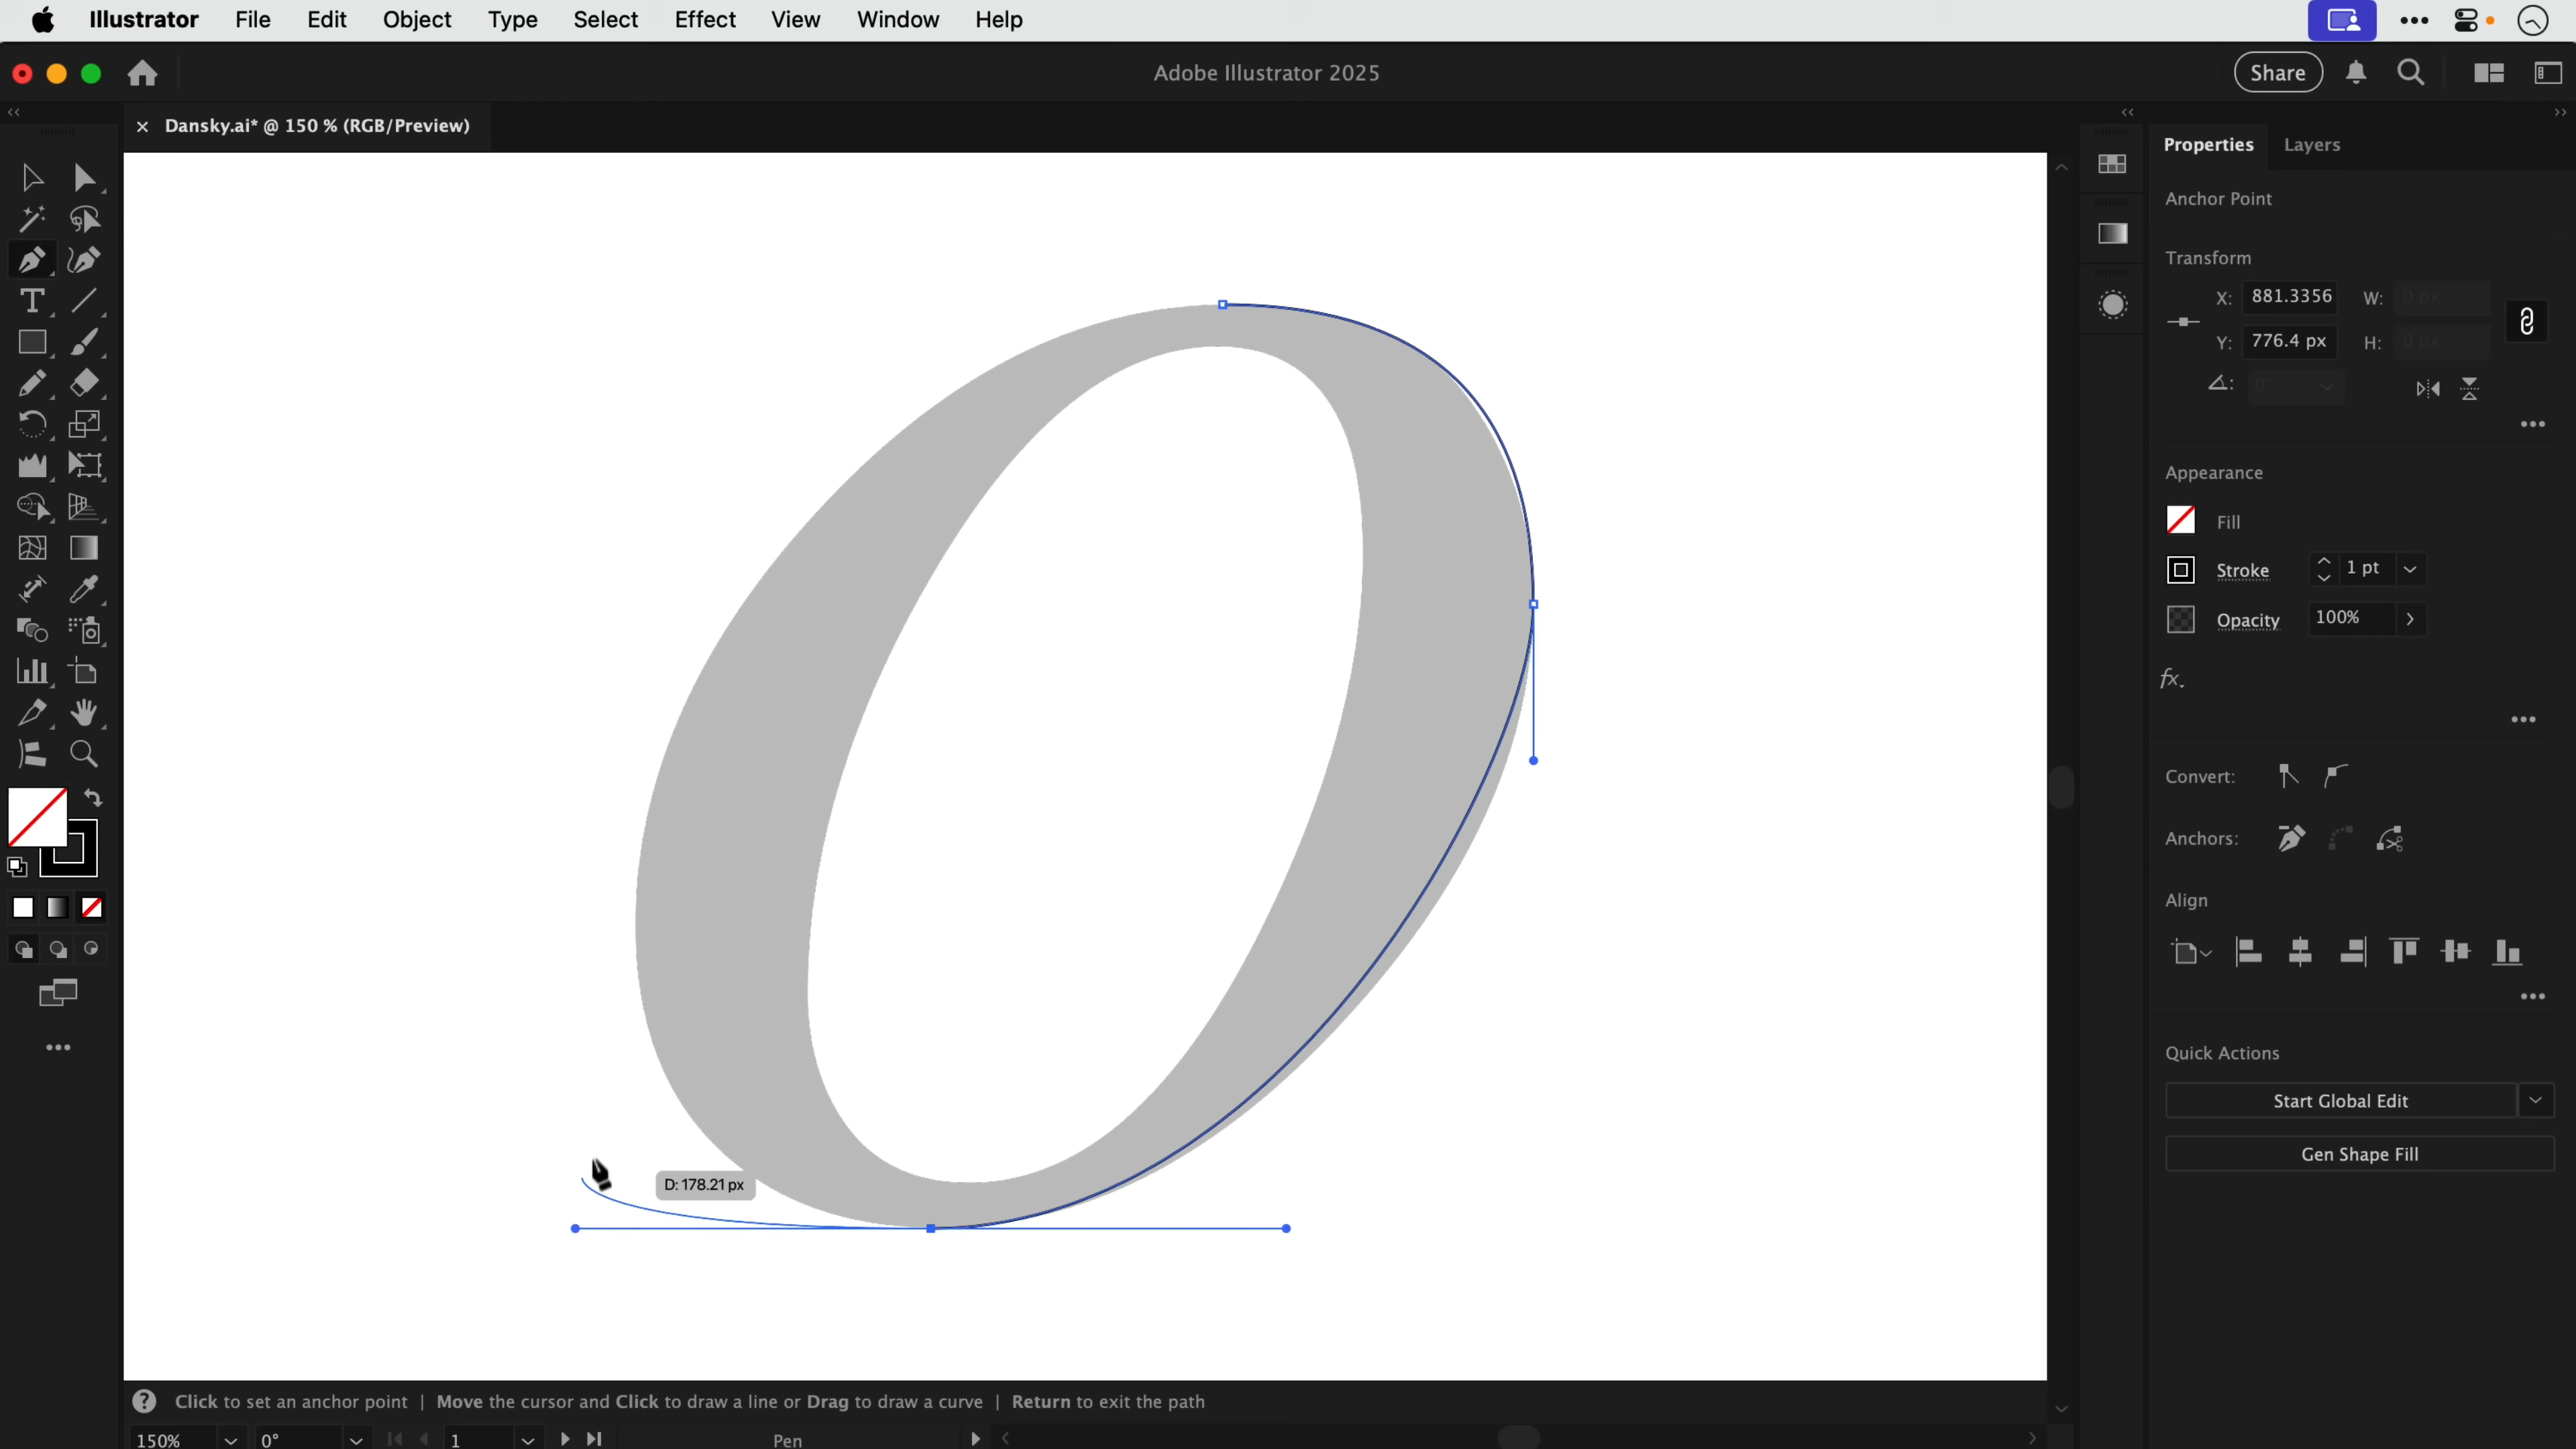 Illustrator File Edit Object Type Select Effect View Window Help
Adobe Illustrator 2025
Share
× Dansky.ai* @ 150 % (RGB/Preview)
Properties Layers
Anchor Point
Transform
X: 881.3356 W:
Y: 776.4 px H:
Appearance
Fill
Stroke 1 pt
Opacity 100%
fx
Convert:
Anchors:
Align
Quick Actions
Start Global Edit
Gen Shape Fill
O
D: 178.21 px
Click to set an anchor point | Move the cursor and Click to draw a line or Drag to draw a curve | Return to exit the path
150% 0° 1 Pen